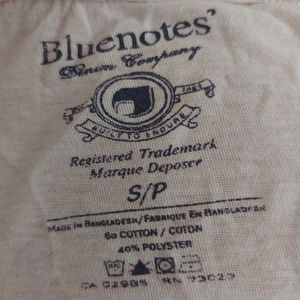 Bluenotes'
Denim Company
BUILT TO ENDURE
Registered Trademark
Marque Deposee
S/P
Made in Bangladesh/Fabrique En Bangladesh
60 Cotton / Coton
40% Polyster
CA 02985 RN 73023